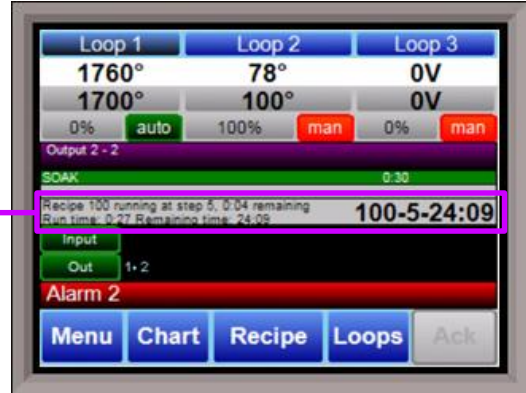 Loop 1 Loop 2 Loop 3
1760° 78° 0V
1700° 100° 0V
0% auto 100% man 0% man
Output 2 - 2
SOAK 0:30
Recipe 100 running at step 5, 0:04 remaining
Run time: 0:27 Remaining time: 24:09
100-5-24:09
Input
Out 1+ 2
Alarm 2
Menu Chart Recipe Loops Ack